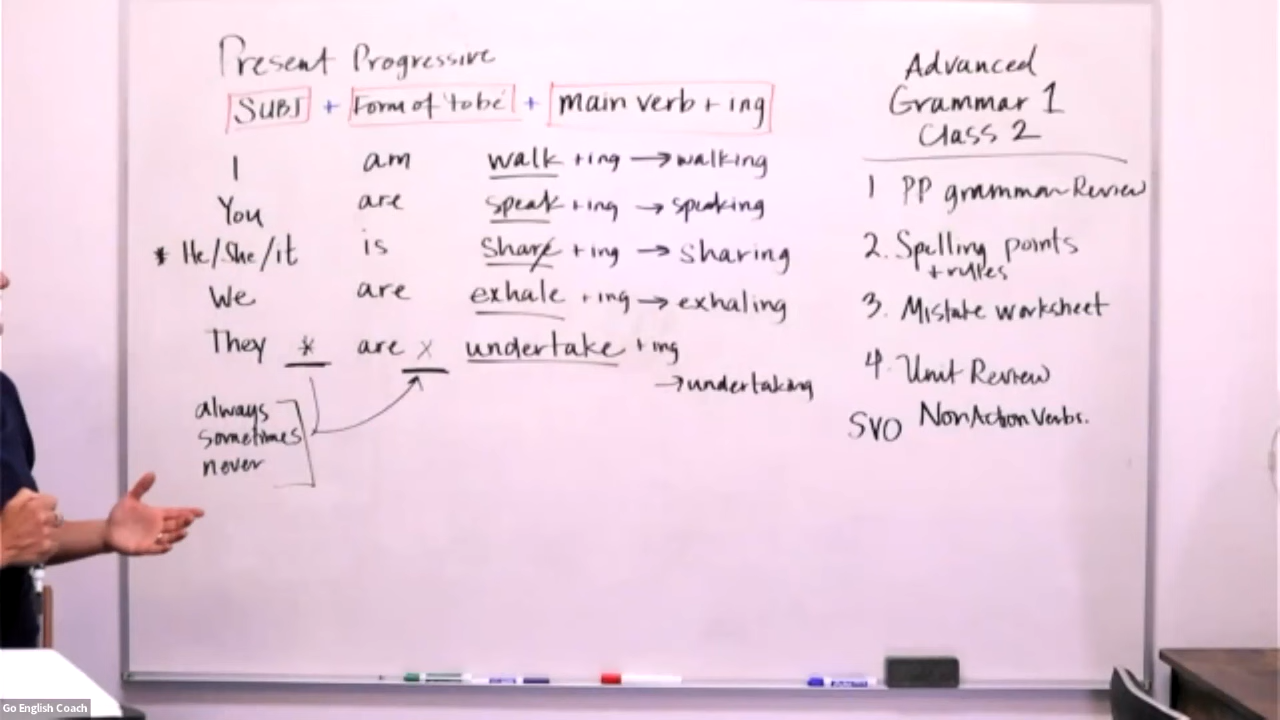 Present Progressive
SUBJ + Form of 'to be' + main verb + ing
I am walk +ing → walking
You are speak +ing → speaking
* He/She/it is share +ing → sharing
We are exhale +ing → exhaling
They * are x undertake +ing
→ undertaking
always
sometimes
never
Advanced
Grammar 1
Class 2
1 PP grammar Review
2. Spelling points
+ rules
3. Mistake worksheet
4. Unit Review
SVO NonAction Verbs.
Go English Coach